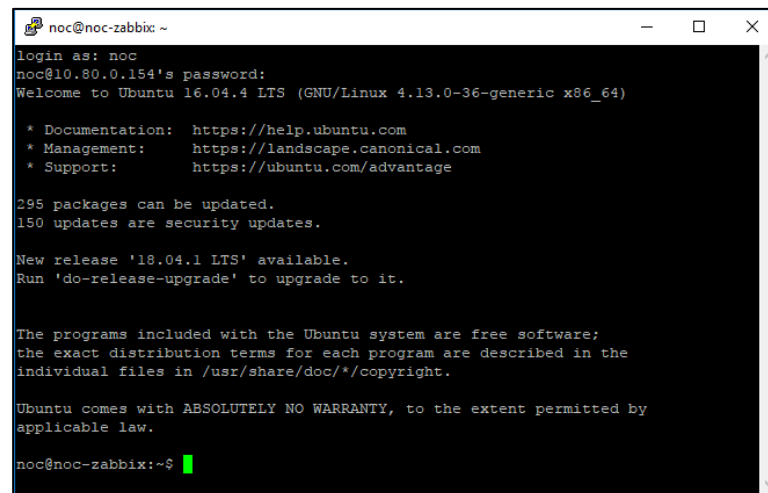 noc@noc-zabbix: ~
login as: noc
noc@10.80.0.154's password:
Welcome to Ubuntu 16.04.4 LTS (GNU/Linux 4.13.0-36-generic x86_64)
* Documentation:  https://help.ubuntu.com
* Management:     https://landscape.canonical.com
* Support:        https://ubuntu.com/advantage
295 packages can be updated.
150 updates are security updates.
New release '18.04.1 LTS' available.
Run 'do-release-upgrade' to upgrade to it.
The programs included with the Ubuntu system are free software;
the exact distribution terms for each program are described in the
individual files in /usr/share/doc/*/copyright.
Ubuntu comes with ABSOLUTELY NO WARRANTY, to the extent permitted by
applicable law.
noc@noc-zabbix:~$